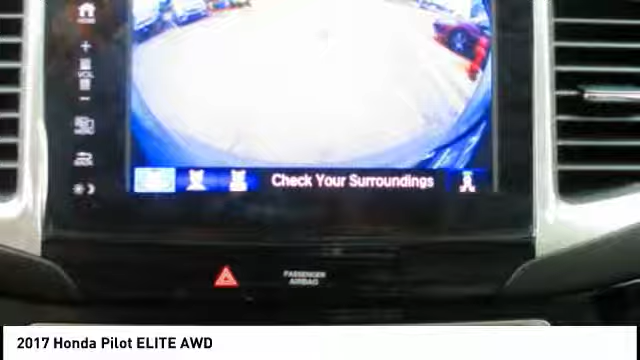 HOME
VOL
Check Your Surroundings
PASSENGER
AIRBAG
2017 Honda Pilot ELITE AWD